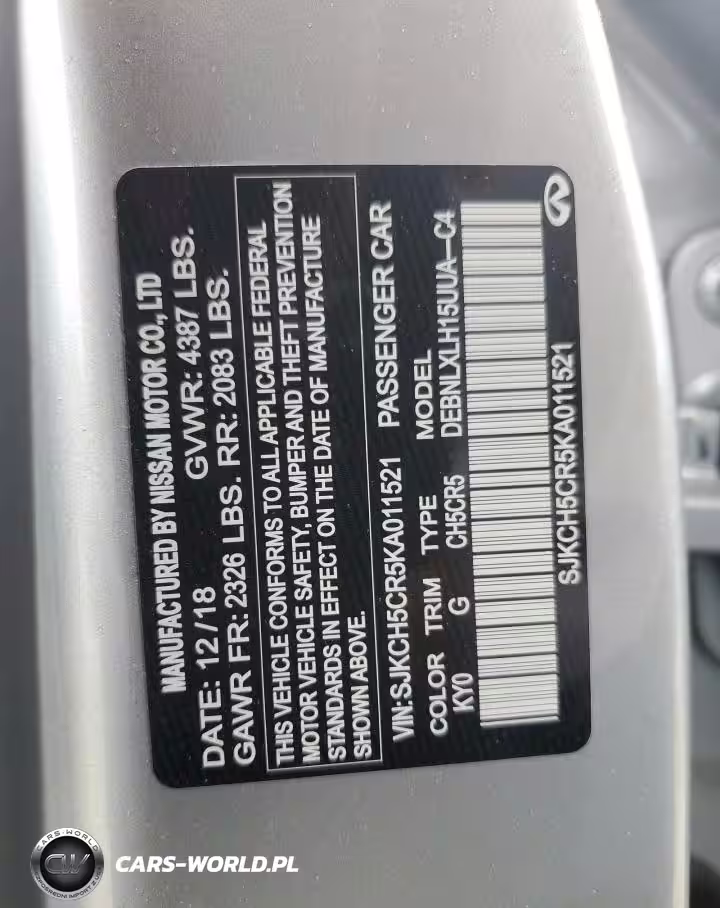 MANUFACTURED BY NISSAN MOTOR CO., LTD
DATE: 12/18 GVWR: 4387 LBS.
GAWR FR: 2326 LBS. RR: 2083 LBS.
THIS VEHICLE CONFORMS TO ALL APPLICABLE FEDERAL
MOTOR VEHICLE SAFETY, BUMPER AND THEFT PREVENTION
STANDARDS IN EFFECT ON THE DATE OF MANUFACTURE
SHOWN ABOVE.
VIN:SJKCH5CR5KA011521 PASSENGER CAR
COLOR TRIM TYPE MODEL
KY0 G CH5CR5 DEBNLXLH15UUA-C4
SJKCH5CR5KA011521
CARS-WORLD
CW
CARS-WORLD.PL